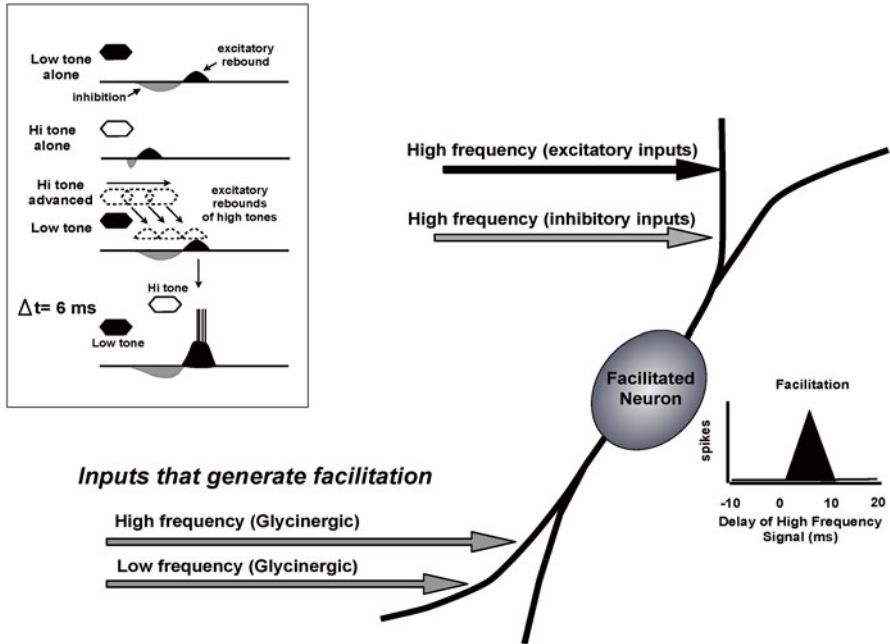 Low tone
alone
excitatory
rebound
inhibition
Hi tone
alone
Hi tone
advanced
excitatory
rebounds
of high tones
Low tone
Hi tone
Δt= 6 ms
Low tone
High frequency (excitatory inputs)
High frequency (inhibitory inputs)
Facilitated
Neuron
Facilitation
spikes
-10 0 10 20
Delay of High Frequency
Signal (ms)
Inputs that generate facilitation
High frequency (Glycinergic)
Low frequency (Glycinergic)